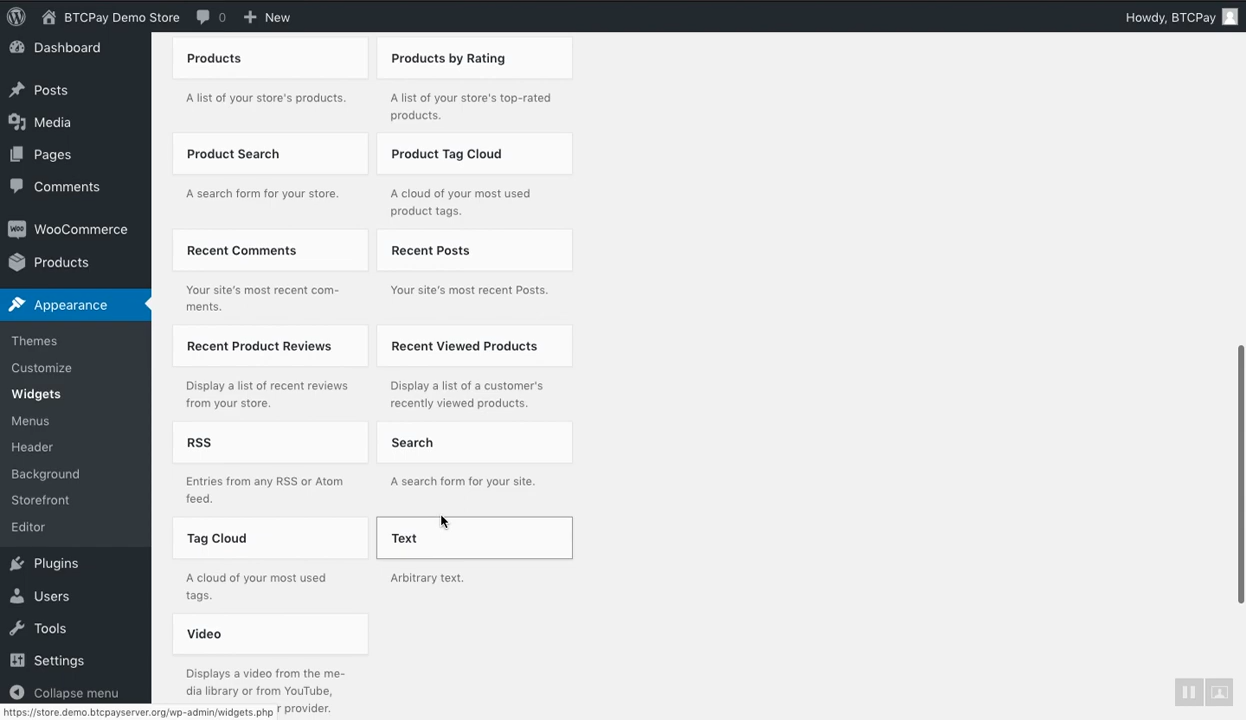 BTCPay Demo Store
0
New
Howdy, BTCPay
Dashboard
Posts
Media
Pages
Comments
WooCommerce
Products
Appearance
Themes
Customize
Widgets
Menus
Header
Background
Storefront
Editor
Plugins
Users
Tools
Settings
Collapse menu
Products
A list of your store's products.
Products by Rating
A list of your store's top-rated
products.
Product Search
A search form for your store.
Product Tag Cloud
A cloud of your most used
product tags.
Recent Comments
Your site's most recent com-
ments.
Recent Posts
Your site's most recent Posts.
Recent Product Reviews
Display a list of recent reviews
from your store.
Recent Viewed Products
Display a list of a customer's
recently viewed products.
RSS
Entries from any RSS or Atom
feed.
Search
A search form for your site.
Tag Cloud
A cloud of your most used
tags.
Text
Arbitrary text.
Video
Displays a video from the me-
dia library or from YouTube,
r provider.
https://store.demo.btcpayserver.org/wp-admin/widgets.php